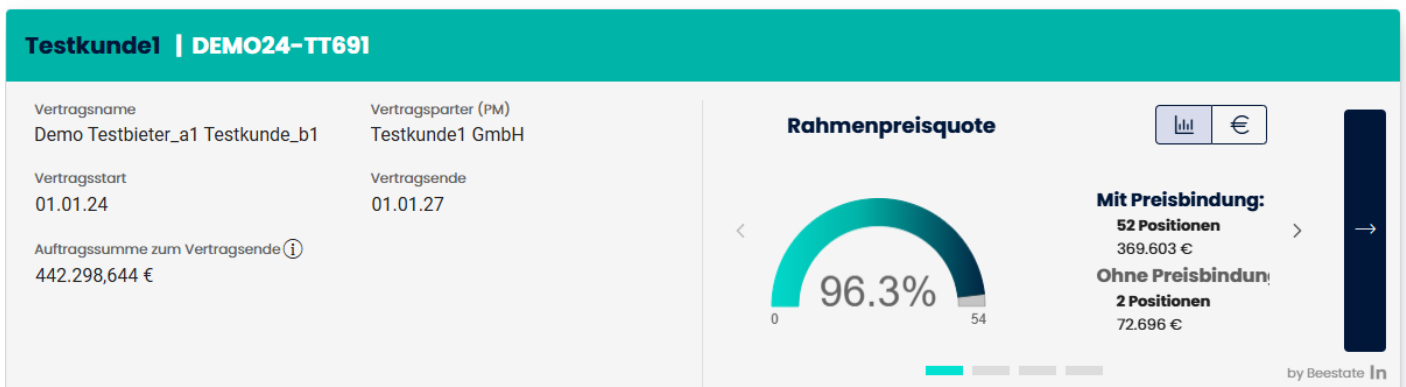 Testkunde1 | DEMO24-TT691
Vertragsname
Demo Testbieter_a1 Testkunde_b1
Vertragsparter (PM)
Testkunde1 GmbH
Vertragsstart
01.01.24
Vertragsende
01.01.27
Auftragssumme zum Vertragsende i
442.298,644 €
Rahmenpreisquote
€
96.3%
0
54
Mit Preisbindung:
52 Positionen
369.603 €
Ohne Preisbindun
2 Positionen
72.696 €
by Beestate In